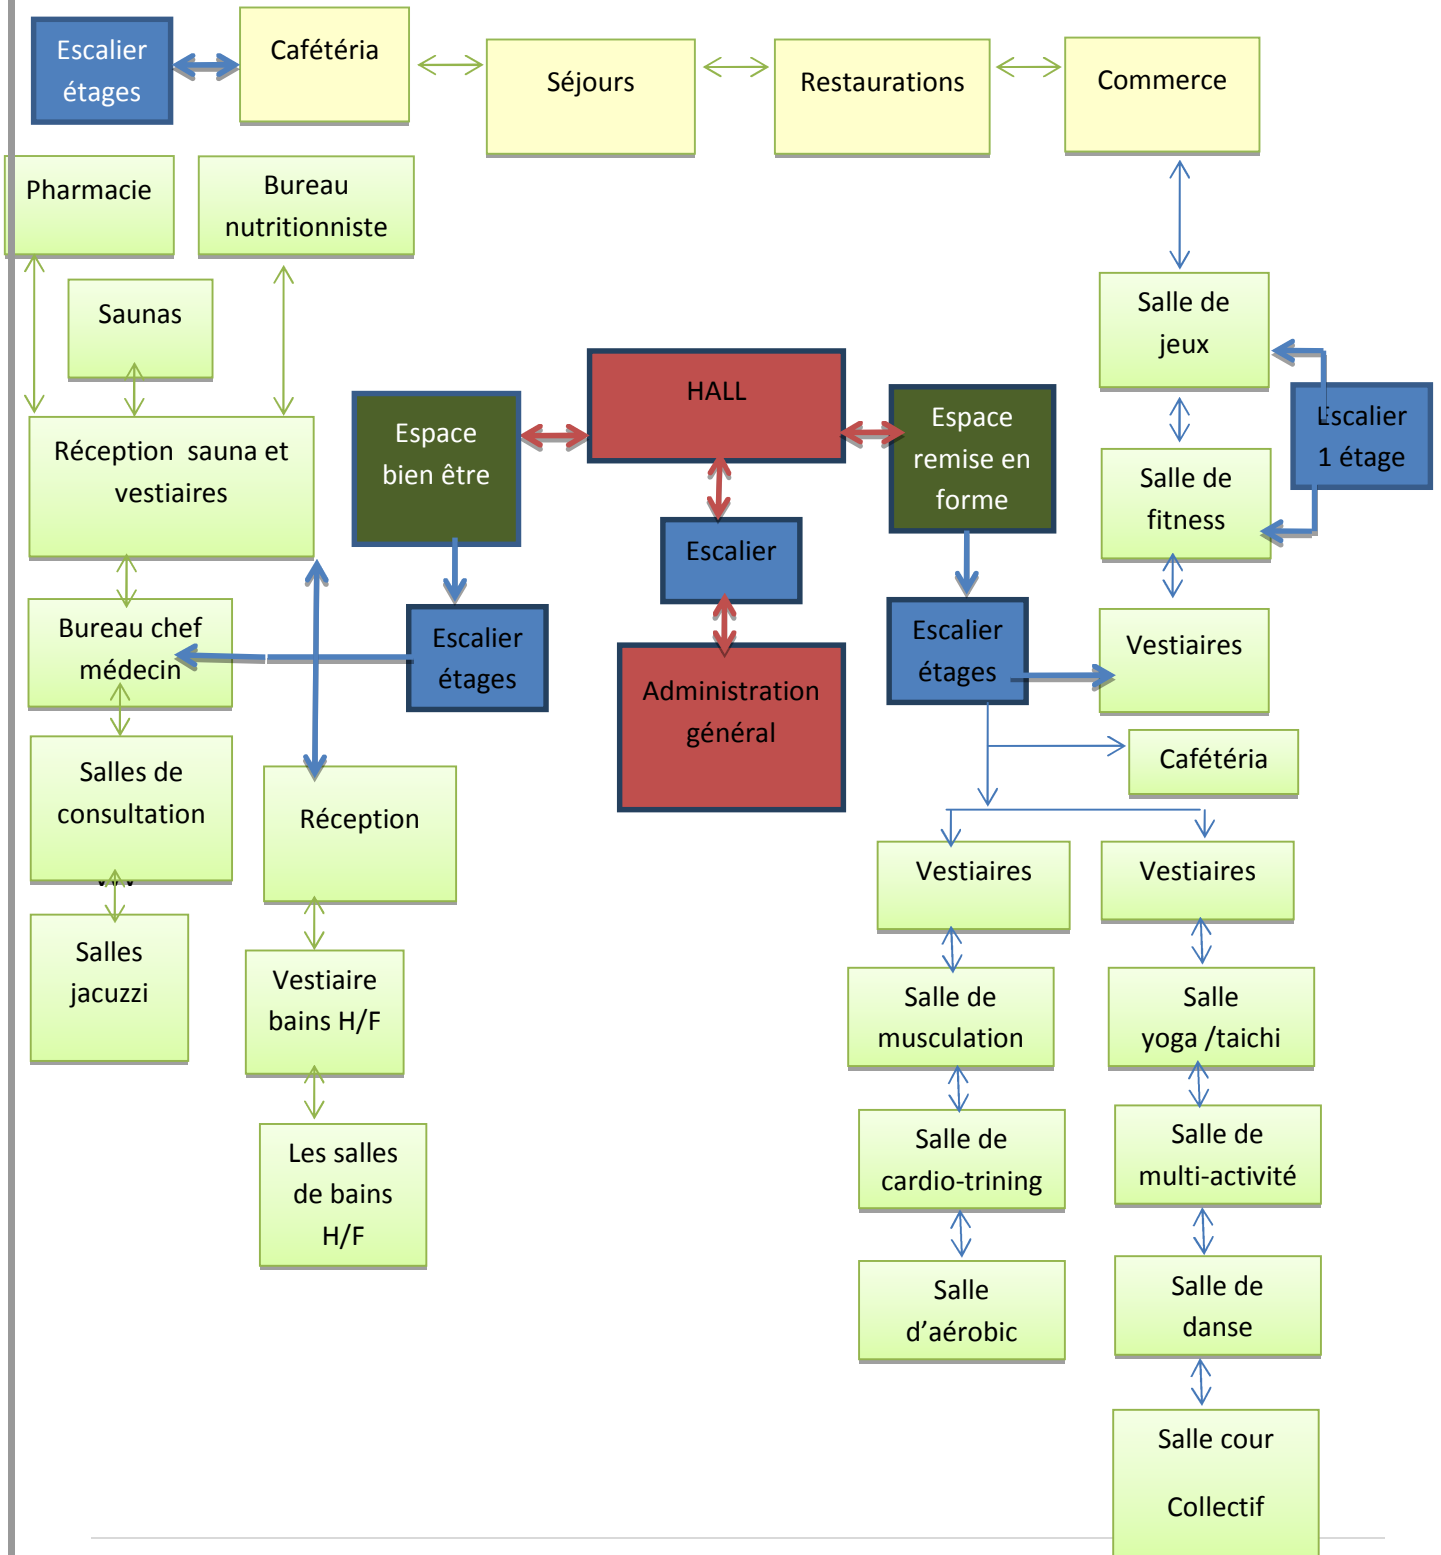 Escalier
étages
Cafétéria
Séjours
Restaurations
Commerce
Pharmacie
Bureau
nutritionniste
Saunas
Salle de
jeux
HALL
Espace
bien être
Espace
remise en
forme
Escalier
1 étage
Réception sauna et
vestiaires
Salle de
fitness
Escalier
Bureau chef
médecin
Escalier
étages
Administration
général
Escalier
étages
Vestiaires
Cafétéria
Salles de
consultation
Réception
Vestiaires
Vestiaires
Salles
jacuzzi
Vestiaire
bains H/F
Salle de
musculation
Salle
yoga /taichi
Les salles
de bains
H/F
Salle de
cardio-trining
Salle de
multi-activité
Salle
d’aérobic
Salle de
danse
Salle cour
Collectif